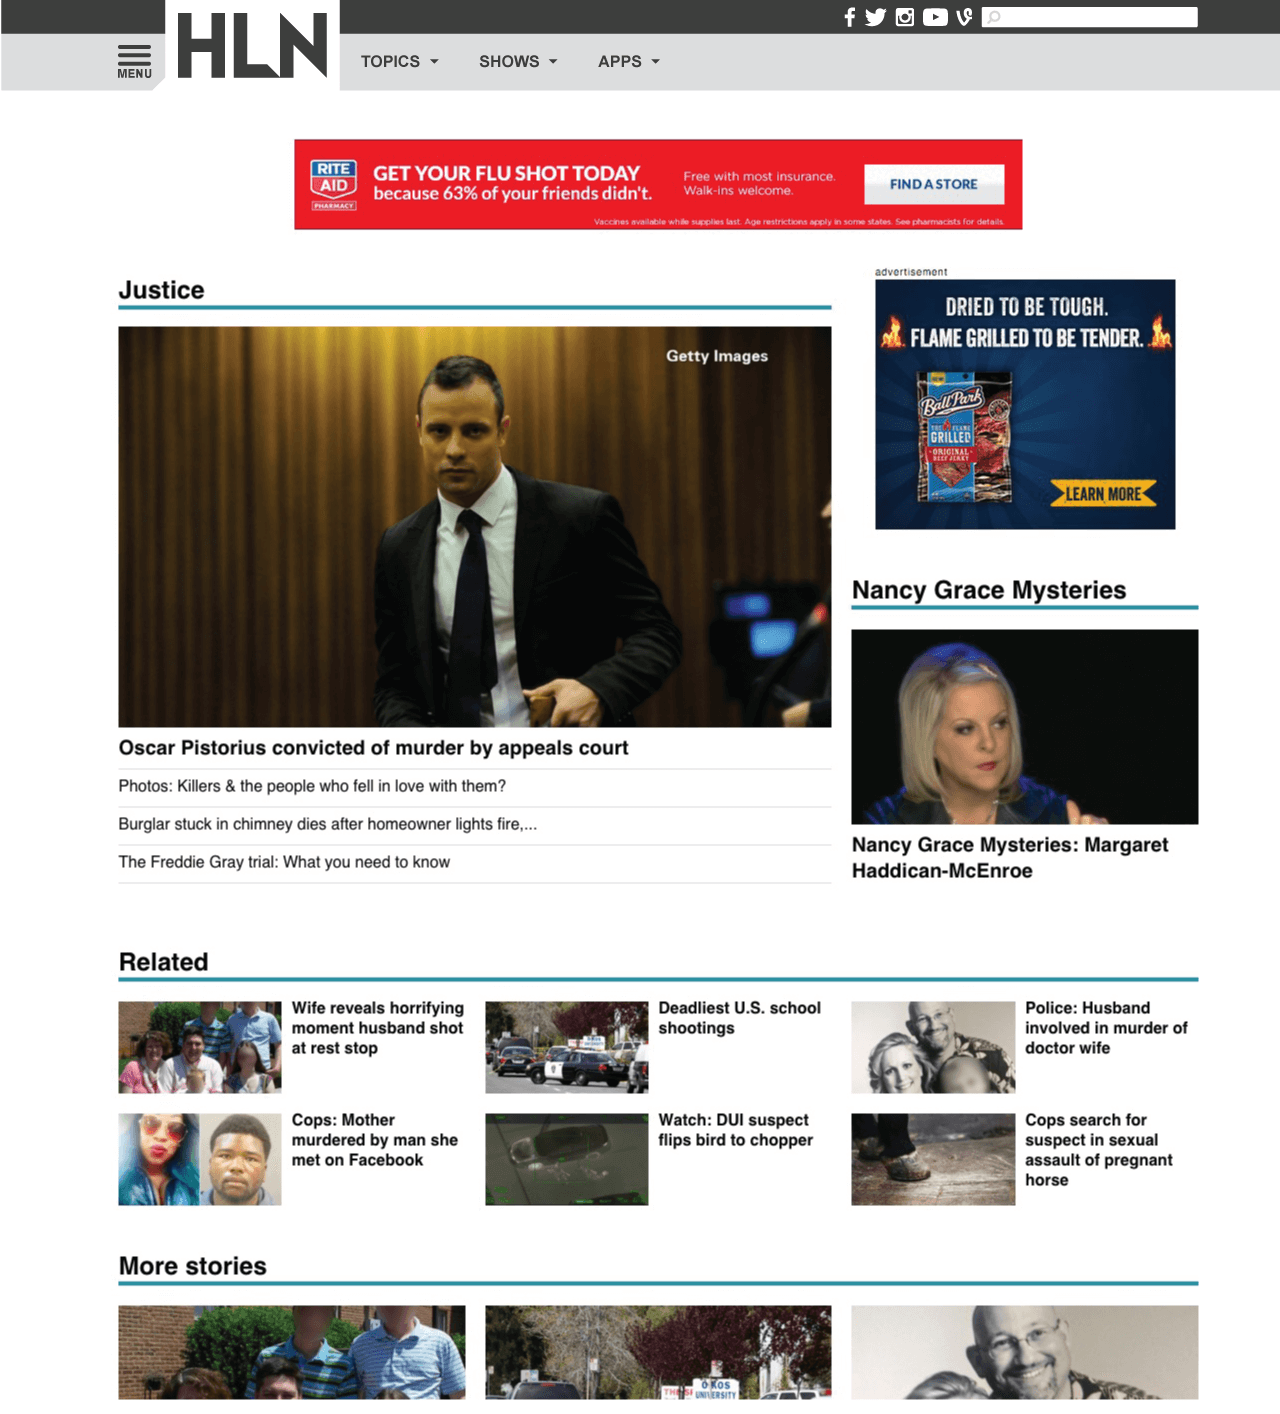 MENU
HLN
TOPICS
SHOWS
APPS
RITE
AID
PHARMACY
GET YOUR FLU SHOT TODAY
because 63% of your friends didn't.
Free with most insurance.
Walk-ins welcome.
FIND A STORE
Vaccines available while supplies last. Age restrictions apply in some states. See pharmacists for details.
Justice
Getty Images
Oscar Pistorius convicted of murder by appeals court
Photos: Killers & the people who fell in love with them?
Burglar stuck in chimney dies after homeowner lights fire,...
The Freddie Gray trial: What you need to know
advertisement
DRIED TO BE TOUGH.
FLAME GRILLED TO BE TENDER.
Ball Park
FLAME
GRILLED
ORIGINAL
BEEF JERKY
LEARN MORE
Nancy Grace Mysteries
Nancy Grace Mysteries: Margaret
Haddican-McEnroe
Related
Wife reveals horrifying
moment husband shot
at rest stop
Deadliest U.S. school
shootings
Police: Husband
involved in murder of
doctor wife
Cops: Mother
murdered by man she
met on Facebook
Watch: DUI suspect
flips bird to chopper
Cops search for
suspect in sexual
assault of pregnant
horse
More stories
UNIVERSITY